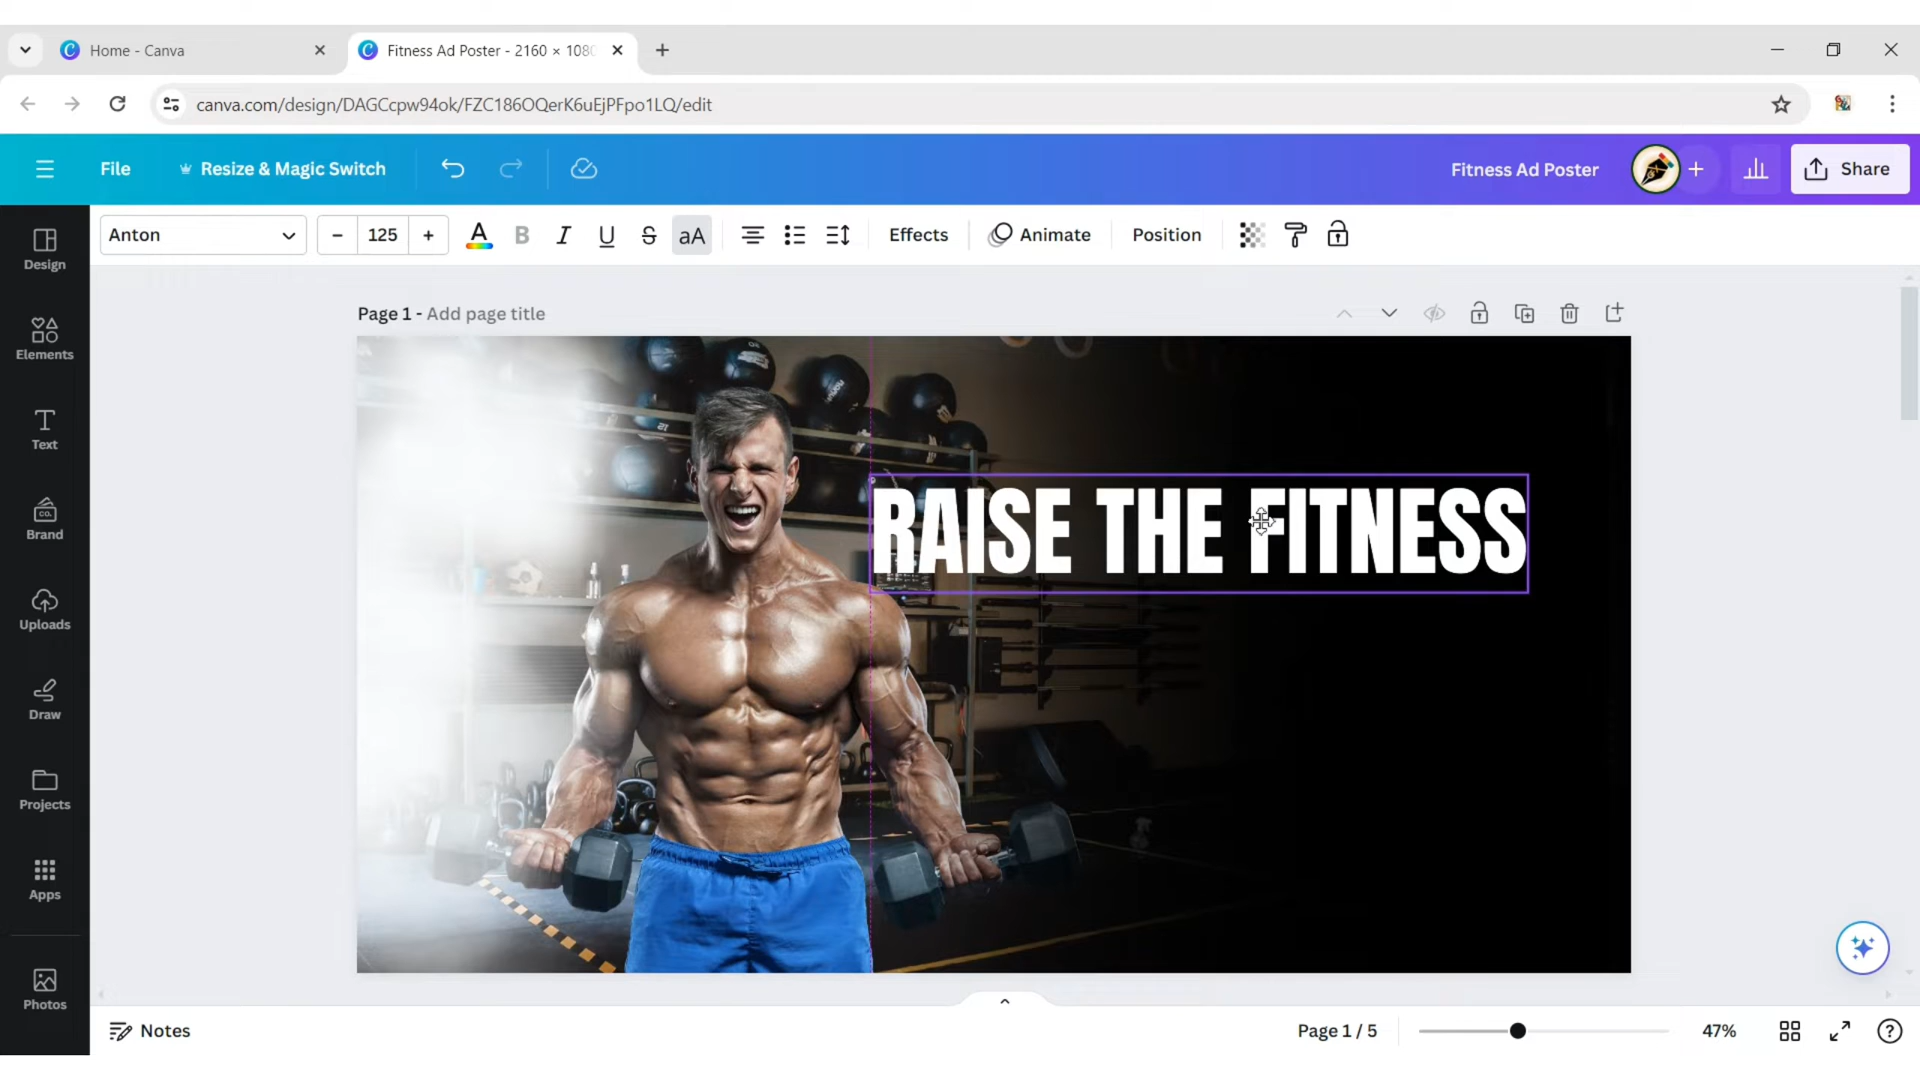 Home - Canva
Fitness Ad Poster - 2160 × 1080
canva.com/design/DAGCcpw94ok/FZC186OQerK6uEjPFpo1LQ/edit
File
Resize & Magic Switch
Fitness Ad Poster
Share
Anton
125
A
B
I
U
S
aA
Effects
Animate
Position
Design
Elements
Text
Brand
Uploads
Draw
Projects
Apps
Photos
Page 1 - Add page title
RAISE THE FITNESS
Notes
Page 1 / 5
47%